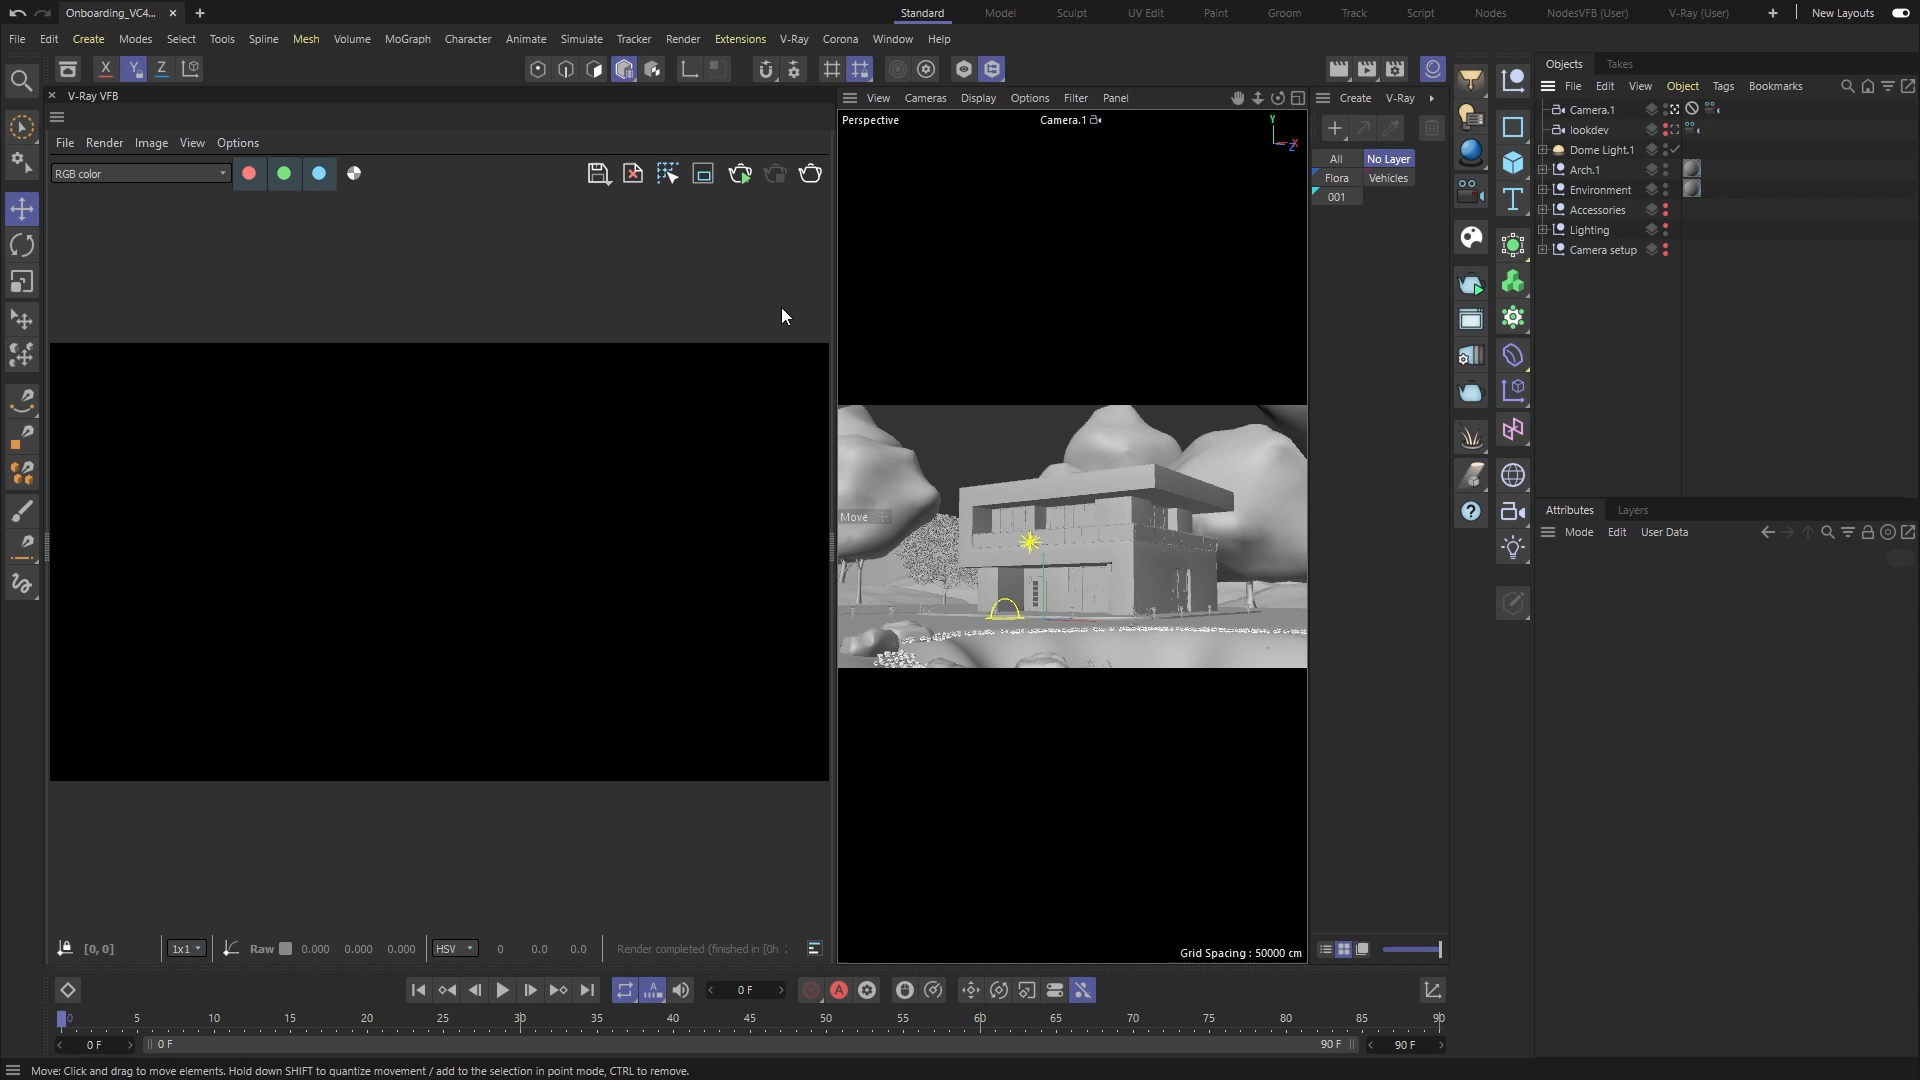 Onboarding_VC4...
Standard
Model
Sculpt
UV Edit
Paint
Groom
Track
Script
Nodes
NodesVFB (User)
V-Ray (User)
New Layouts
File Edit Create Modes Select Tools Spline Mesh Volume MoGraph Character Animate Simulate Tracker Render Extensions V-Ray Corona Window Help
X Y Z
V-Ray VFB
File Render Image View Options
RGB color
View Cameras Display Options Filter Panel
Perspective
Camera.1
Y
X
Z
Move
Grid Spacing : 50000 cm
Create V-Ray
All No Layer
Flora Vehicles
001
Objects Takes
File Edit View Object Tags Bookmarks
Camera.1
lookdev
Dome Light.1
Arch.1
Environment
Accessories
Lighting
Camera setup
Attributes Layers
Mode Edit User Data
[0, 0]
1x1
Raw 0.000 0.000 0.000
HSV 0 0.0 0.0
Render completed (finished in [0h :
0 F
0 5 10 15 20 25 30 35 40 45 50 55 60 65 70 75 80 85 90
0 F 0 F 90 F 90 F
Move: Click and drag to move elements. Hold down SHIFT to quantize movement / add to the selection in point mode, CTRL to remove.